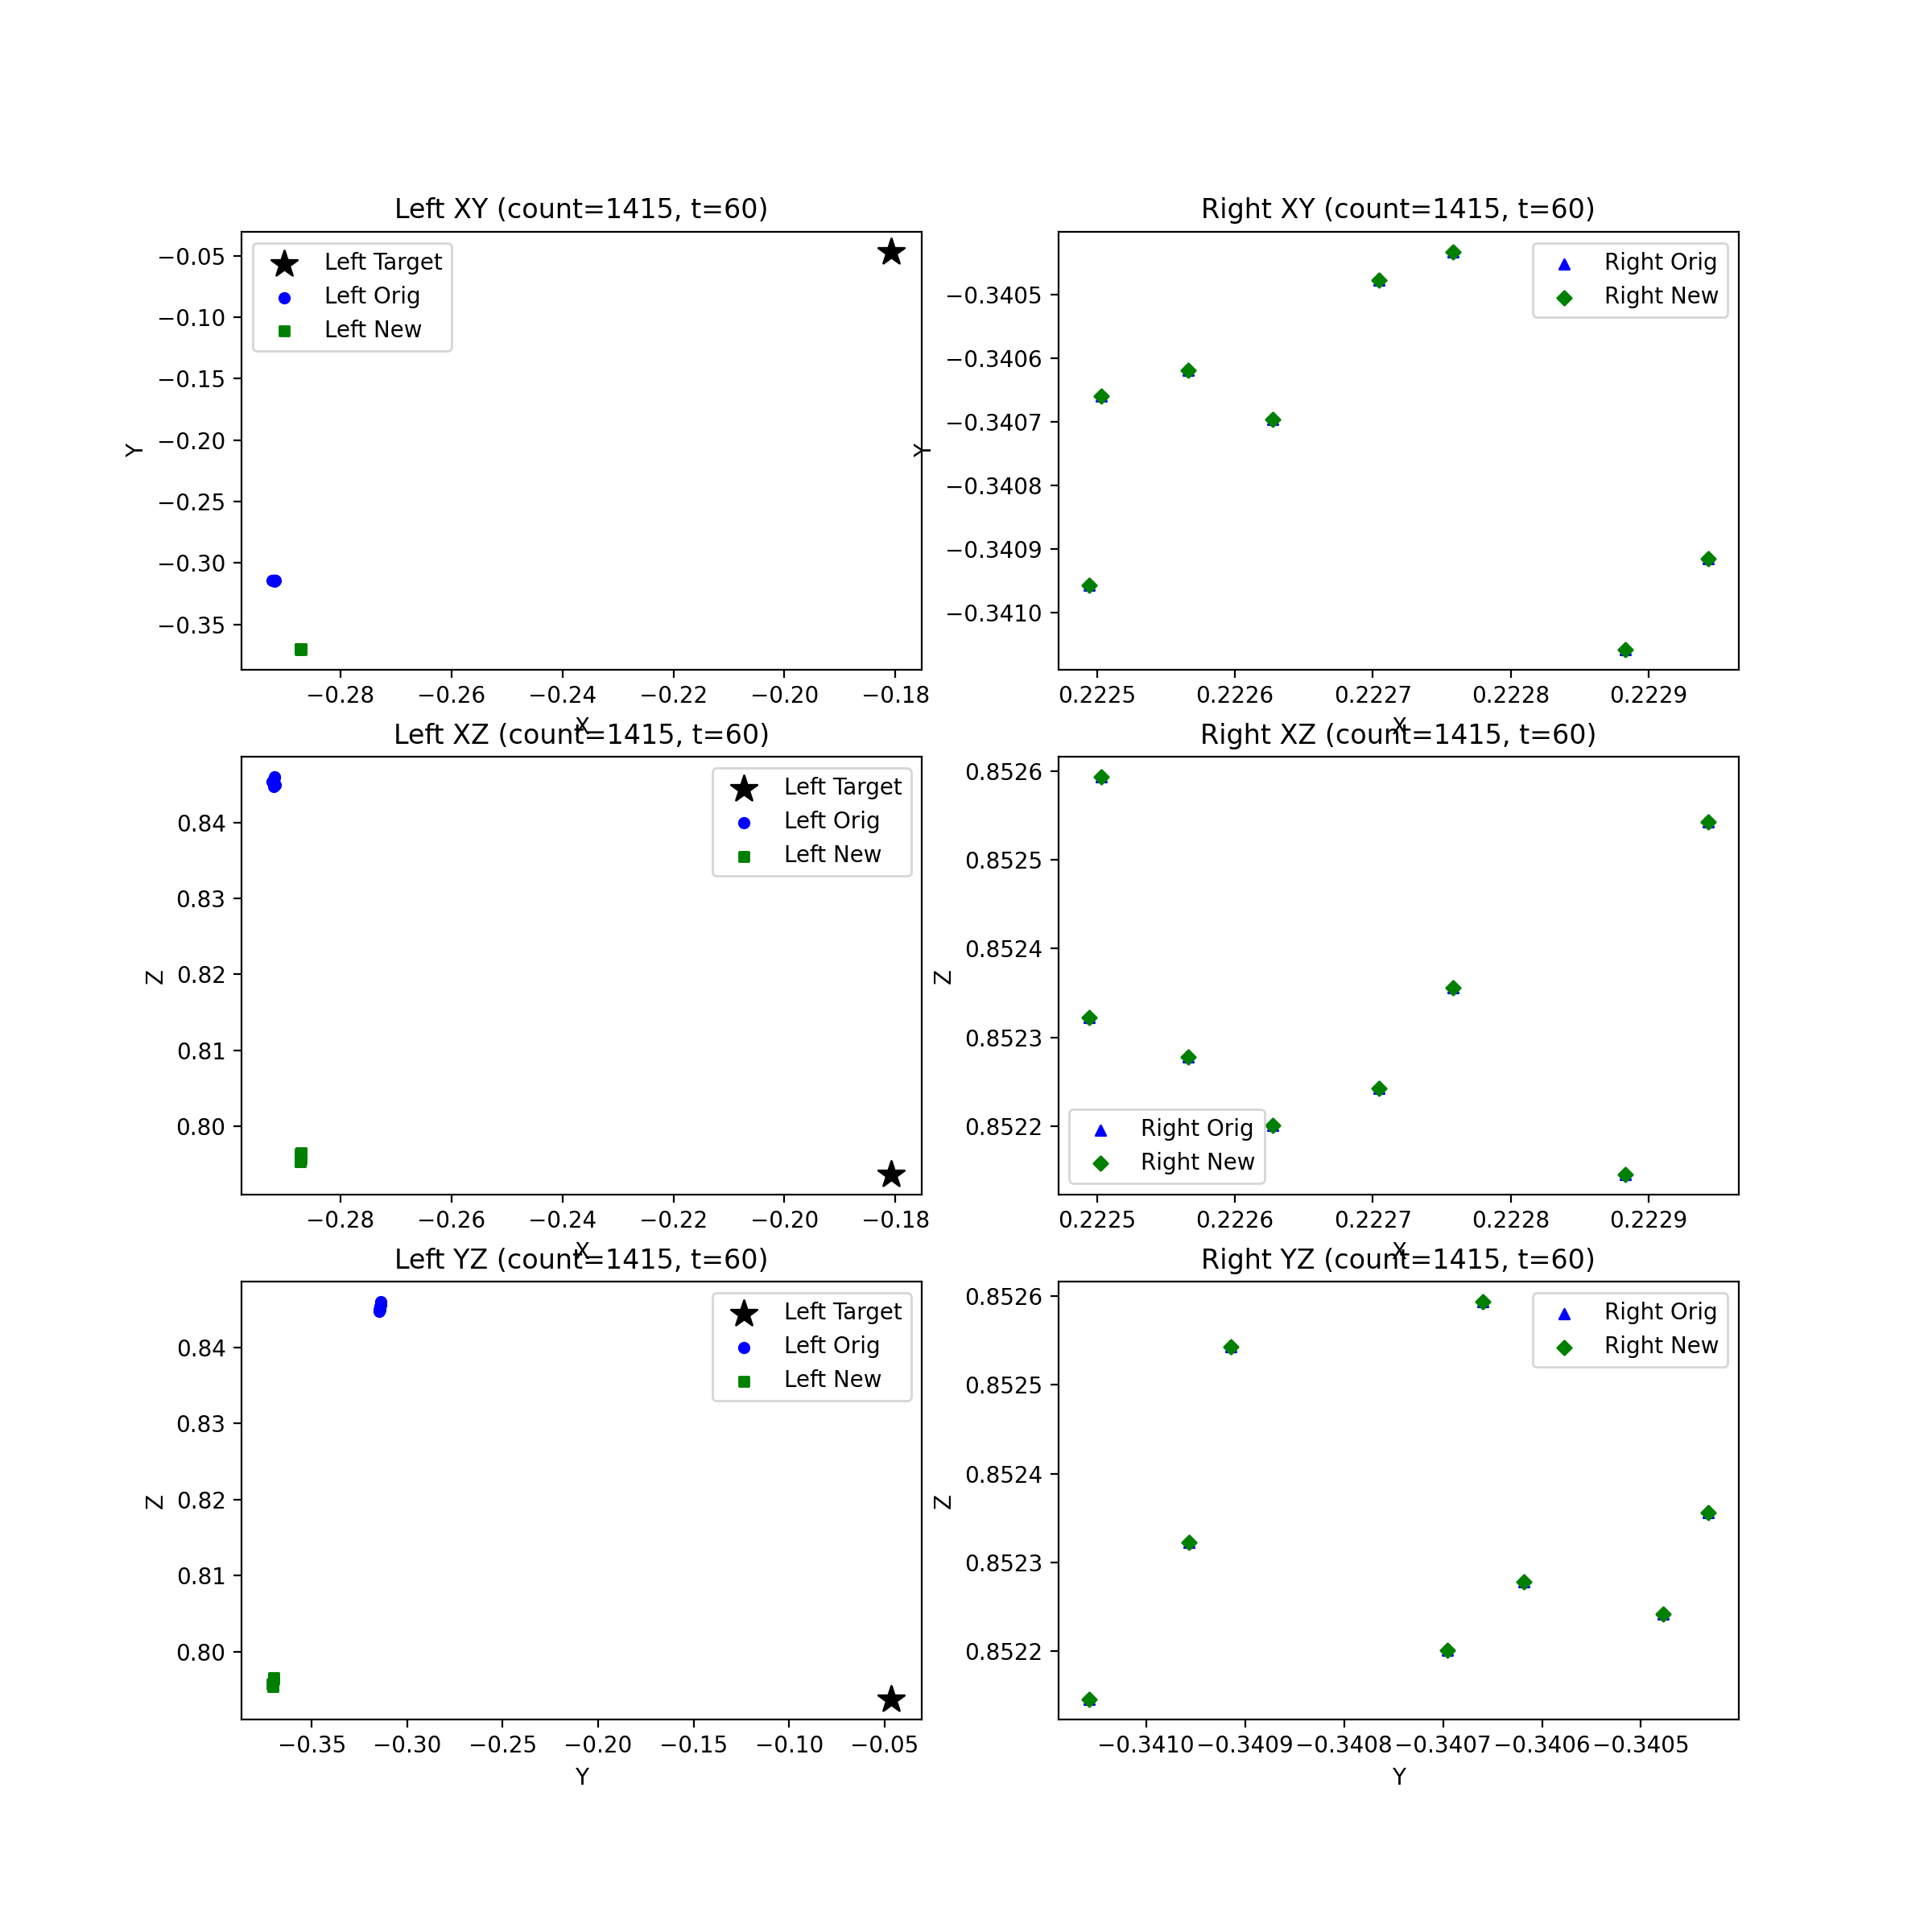 Left XY (count=1415, t=60)
Left Target
Left Orig
Left New
−0.05
−0.10
−0.15
−0.20
−0.25
−0.30
−0.35
Y
−0.28
−0.26
−0.24
−0.22
−0.20
−0.18
X
Right XY (count=1415, t=60)
Right Orig
Right New
−0.3405
−0.3406
−0.3407
−0.3408
−0.3409
−0.3410
Y
0.2225
0.2226
0.2227
0.2228
0.2229
X
Left XZ (count=1415, t=60)
Left Target
Left Orig
Left New
0.84
0.83
0.82
0.81
0.80
Z
−0.28
−0.26
−0.24
−0.22
−0.20
−0.18
X
Right XZ (count=1415, t=60)
0.8526
0.8525
0.8524
0.8523
0.8522
Z
Right Orig
Right New
0.2225
0.2226
0.2227
0.2228
0.2229
X
Left YZ (count=1415, t=60)
Left Target
Left Orig
Left New
0.84
0.83
0.82
0.81
0.80
Z
−0.35
−0.30
−0.25
−0.20
−0.15
−0.10
−0.05
Y
Right YZ (count=1415, t=60)
Right Orig
Right New
0.8526
0.8525
0.8524
0.8523
0.8522
Z
−0.3410
−0.3409
−0.3408
−0.3407
−0.3406
−0.3405
Y